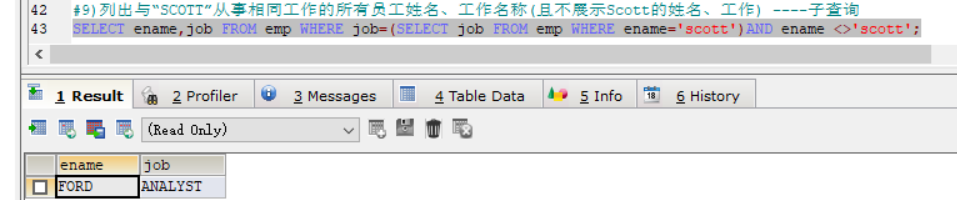 42 #9)列出与“SCOTT”从事相同工作的所有员工姓名、工作名称(且不展示Scott的姓名、工作) ----子查询
43 SELECT ename,job FROM emp WHERE job=(SELECT job FROM emp WHERE ename='scott')AND ename <>'scott';
1 Result 2 Profiler 3 Messages 4 Table Data 5 Info 18 6 History
(Read Only)
ename job
FORD ANALYST